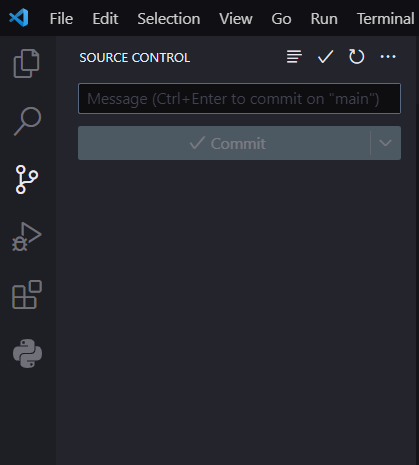 File Edit Selection View Go Run Terminal
SOURCE CONTROL
Message (Ctrl+Enter to commit on "main")
Commit